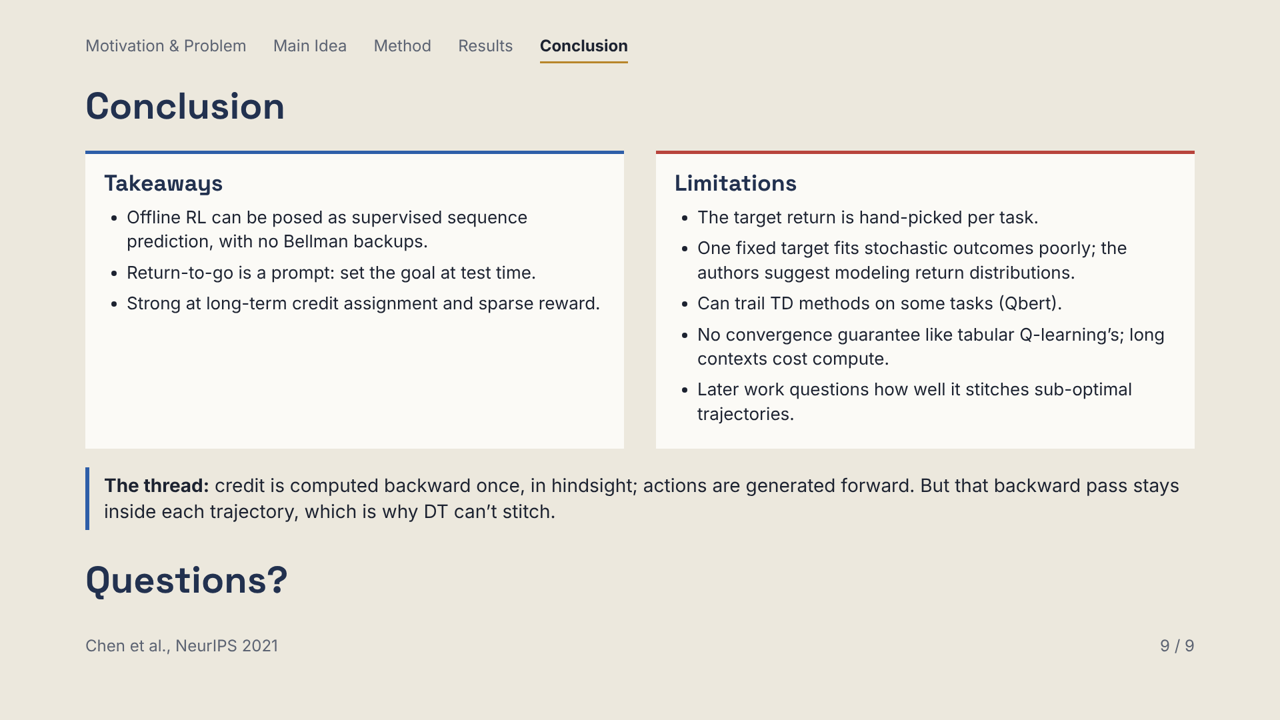 Motivation & Problem Main Idea Method Results Conclusion
Conclusion
Takeaways
• Offline RL can be posed as supervised sequence
prediction, with no Bellman backups.
• Return-to-go is a prompt: set the goal at test time.
• Strong at long-term credit assignment and sparse reward.
Limitations
• The target return is hand-picked per task.
• One fixed target fits stochastic outcomes poorly; the
authors suggest modeling return distributions.
• Can trail TD methods on some tasks (Qbert).
• No convergence guarantee like tabular Q-learning’s; long
contexts cost compute.
• Later work questions how well it stitches sub-optimal
trajectories.
The thread: credit is computed backward once, in hindsight; actions are generated forward. But that backward pass stays
inside each trajectory, which is why DT can’t stitch.
Questions?
Chen et al., NeurIPS 2021
9 / 9